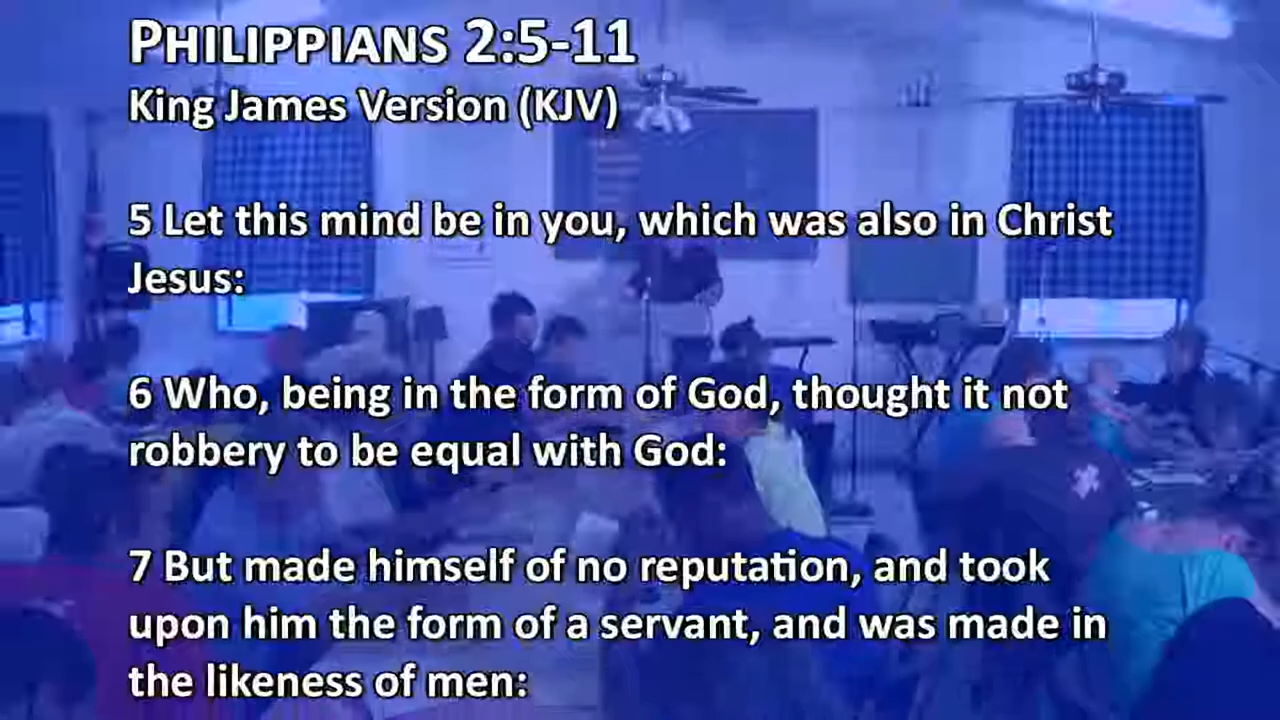 PHILIPPIANS 2:5-11
King James Version (KJV)
5 Let this mind be in you, which was also in Christ
Jesus:
6 Who, being in the form of God, thought it not
robbery to be equal with God:
7 But made himself of no reputation, and took
upon him the form of a servant, and was made in
the likeness of men: